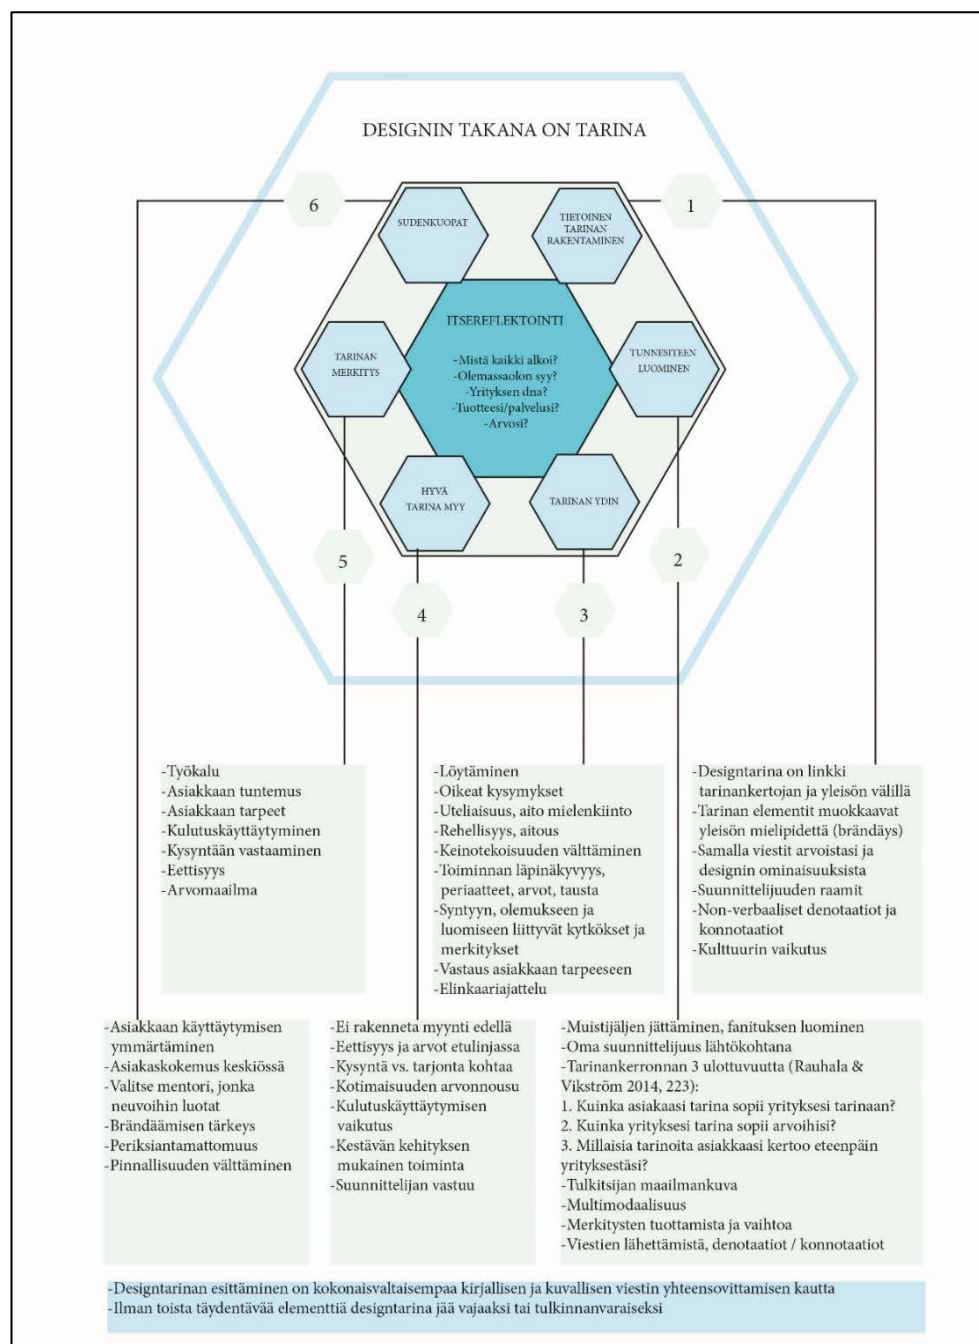 DESIGNIN TAKANA ON TARINA
6
1
SUDENKUOPAT
TIETOINEN
TARINAN
RAKENTAMINEN
ITSEREFLEKTOINTI
-Mistä kaikki alkoi?
-Olemassaolon syy?
-Yrityksen dna?
-Tuotteesi/palvelusi?
-Arvosi?
TARINAN
MERKITYS
TUNNESITEEN
LUOMINEN
HYVÄ
TARINA MYY
TARINAN YDIN
5
2
4
3
-Työkalu
-Asiakkaan tuntemus
-Asiakkaan tarpeet
-Kulutuskäyttäytyminen
-Kysyntään vastaaminen
-Eettisyys
-Arvomaailma
-Löytäminen
-Oikeat kysymykset
-Uteliaisuus, aito mielenkiinto
-Rehellisyys, aitous
-Keinotekoisuuden välttäminen
-Toiminnan läpinäkyvyys,
periaatteet, arvot, tausta
-Syntyyn, olemukseen ja
luomiseen liittyvät kytkökset ja
merkitykset
-Vastaus asiakkaan tarpeeseen
-Elinkaariajattelu
-Designtarina on linkki
tarinankertojan ja yleisön välillä
-Tarinan elementit muokkaavat
yleisön mielipidettä (brändäys)
-Samalla viestit arvoistasi ja
designin ominaisuuksista
-Suunnittelijuuden raamit
-Non-verbaaliset denotaatiot ja
konnotaatiot
-Kulttuurin vaikutus
-Asiakkaan käyttäytymisen
ymmärtäminen
-Asiakaskokemus keskiössä
-Valitse mentori, jonka
neuvoihin luotat
-Brändäämisen tärkeys
-Periksiantamattomuus
-Pinnallisuuden välttäminen
-Ei rakenneta myynti edellä
-Eettisyys ja arvot etulinjassa
-Kysyntä vs. tarjonta kohtaa
-Kotimaisuuden arvonnousu
-Kulutuskäyttäytymisen
vaikutus
-Kestävän kehityksen
mukainen toiminta
-Suunnittelijan vastuu
-Muistijäljen jättäminen, fanituksen luominen
-Oma suunnittelijuus lähtökohtana
-Tarinankerronnan 3 ulottuvuutta (Rauhala &
Vikström 2014, 223):
1. Kuinka asiakaasi tarina sopii yrityksesi tarinaan?
2. Kuinka yrityksesi tarina sopii arvoihisi?
3. Millaisia tarinoita asiakkaasi kertoo eteenpäin
yrityksestäsi?
-Tulkitsijan maailmankuva
-Multimodaalisuus
-Merkitysten tuottamista ja vaihtoa
-Viestien lähettämistä, denotaatiot / konnotaatiot
-Designtarinan esittäminen on kokonaisvaltaisempaa kirjallisen ja kuvallisen viestin yhteensovittamisen kautta
-Ilman toista täydentävää elementtiä designtarina jää vajaaksi tai tulkinnanvaraiseksi